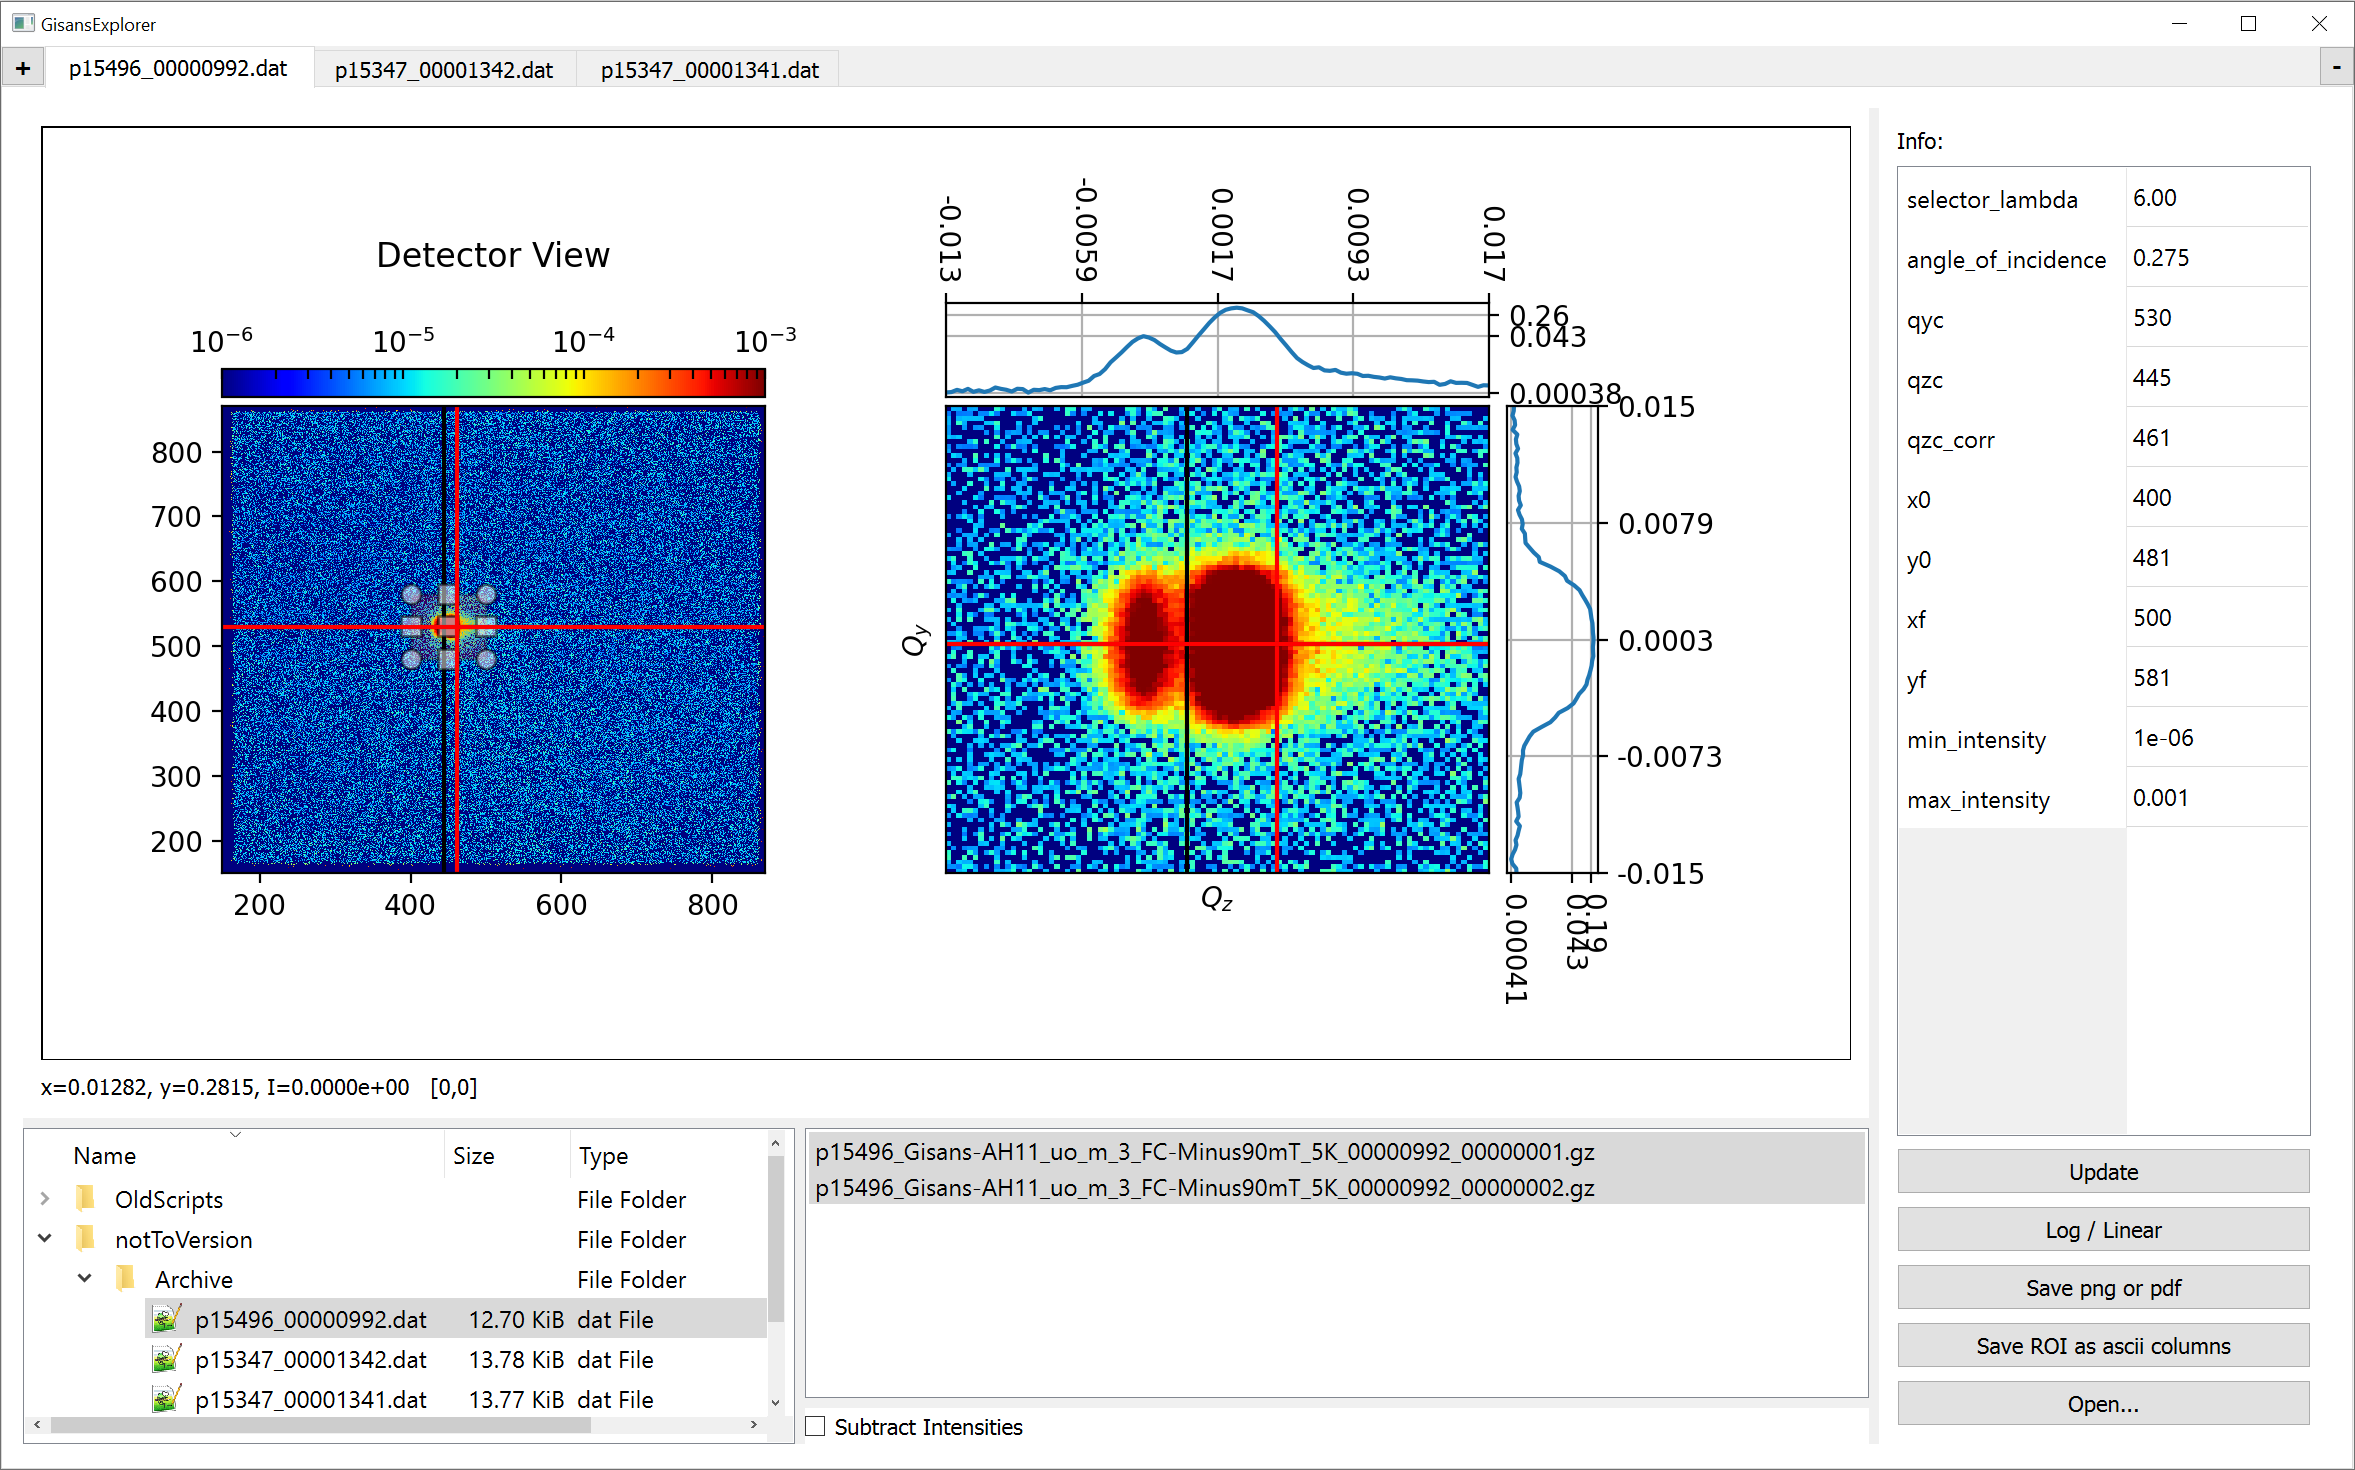 GisansExplorer
+ p15496_00000992.dat p15347_00001342.dat p15347_00001341.dat -
Detector View
10⁻⁶ 10⁻⁵ 10⁻⁴ 10⁻³
800
700
600
500
400
300
200
200 400 600 800
-0.013 -0.0059 0.0017 0.0093 0.017
0.26
0.043
0.00038
0.015
0.0079
0.0003
-0.0073
-0.015
Qy
Qz
0.00041 0.043 0.19
x=0.01282, y=0.2815, I=0.0000e+00 [0,0]
Info:
selector_lambda 6.00
angle_of_incidence 0.275
qyc 530
qzc 445
qzc_corr 461
x0 400
y0 481
xf 500
yf 581
min_intensity 1e-06
max_intensity 0.001
Name Size Type
OldScripts File Folder
notToVersion File Folder
Archive File Folder
p15496_00000992.dat 12.70 KiB dat File
p15347_00001342.dat 13.78 KiB dat File
p15347_00001341.dat 13.77 KiB dat File
p15496_Gisans-AH11_uo_m_3_FC-Minus90mT_5K_00000992_00000001.gz
p15496_Gisans-AH11_uo_m_3_FC-Minus90mT_5K_00000992_00000002.gz
Subtract Intensities
Update
Log / Linear
Save png or pdf
Save ROI as ascii columns
Open...